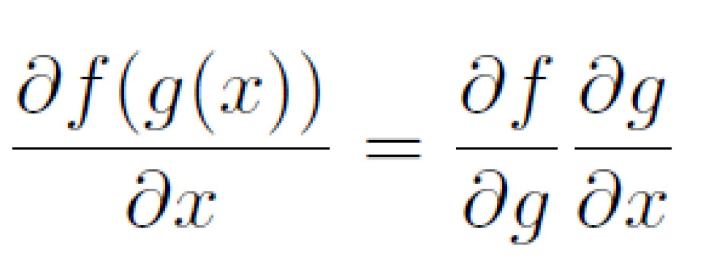 ∂f(g(x))/∂x = ∂f/∂g ∂g/∂x